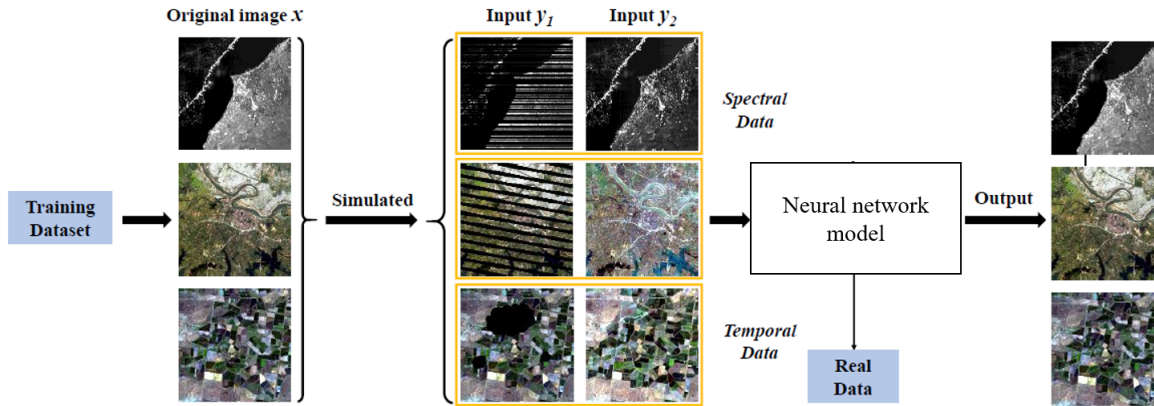 Original image x
Input y1
Input y2
Spectral
Data
Training
Dataset
Simulated
Neural network
model
Output
Temporal
Data
Real
Data